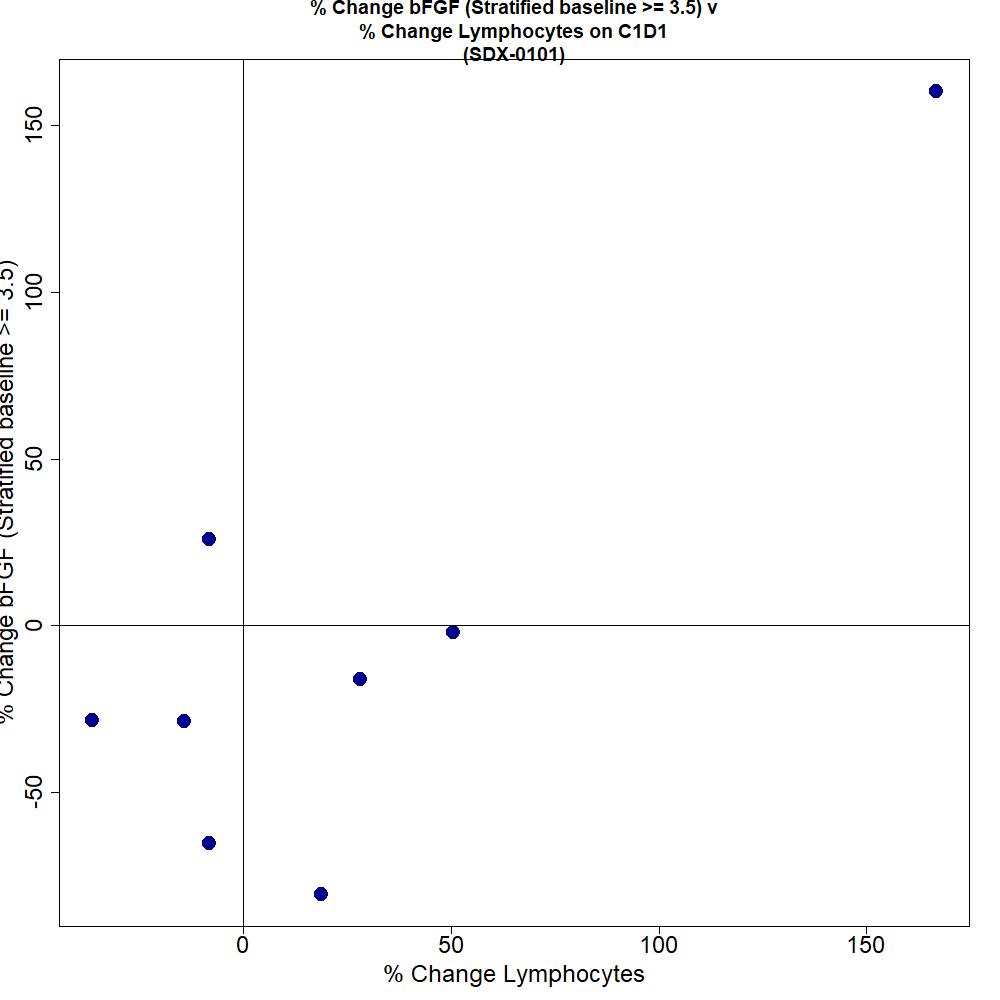 % Change bFGF (Stratified baseline >= 3.5) v
% Change Lymphocytes on C1D1
(SDX-0101)
% Change bFGF (Stratified baseline >= 3.5)
150
100
50
0
-50
0
50
100
150
% Change Lymphocytes